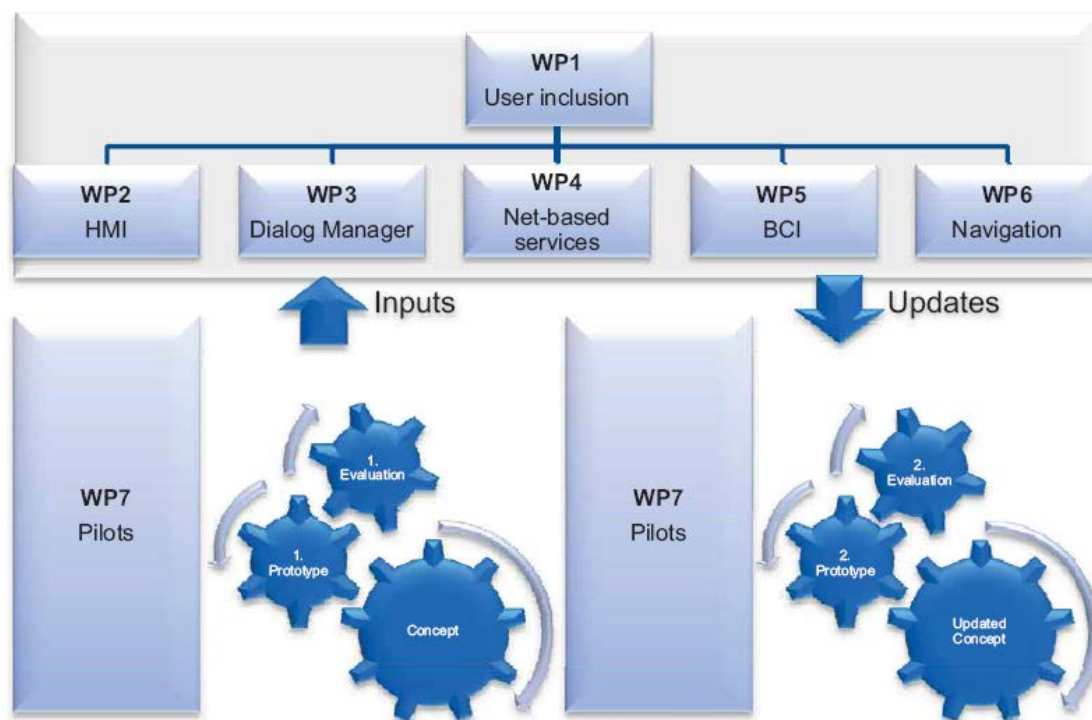 WP1
User inclusion
WP2
HMI
WP3
Dialog Manager
WP4
Net-based
services
WP5
BCI
WP6
Navigation
Inputs
Updates
WP7
Pilots
1.
Evaluation
1.
Prototype
Concept
WP7
Pilots
2.
Evaluation
2.
Prototype
Updated
Concept